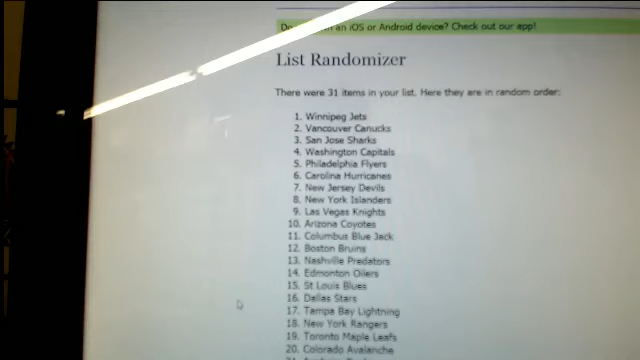 an iOS or Android device? Check out our app!
List Randomizer
There were 31 items in your list. Here they are in random order:
1. Winnipeg Jets
2. Vancouver Canucks
3. San Jose Sharks
4. Washington Capitals
5. Philadelphia Flyers
6. Carolina Hurricanes
7. New Jersey Devils
8. New York Islanders
9. Las Vegas Knights
10. Arizona Coyotes
11. Columbus Blue Jack
12. Boston Bruins
13. Nashville Predators
14. Edmonton Oilers
15. St Louis Blues
16. Dallas Stars
17. Tampa Bay Lightning
18. New York Rangers
19. Toronto Maple Leafs
20. Colorado Avalanche